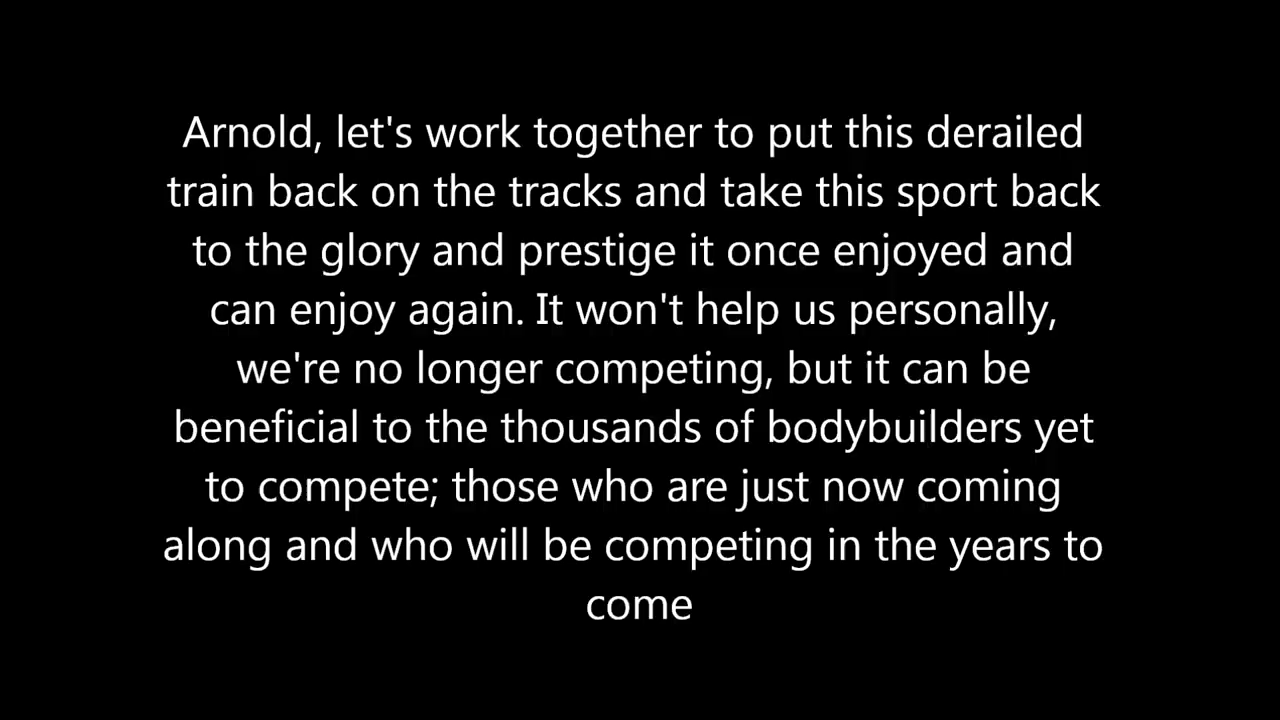 Arnold, let's work together to put this derailed
train back on the tracks and take this sport back
to the glory and prestige it once enjoyed and
can enjoy again. It won't help us personally,
we're no longer competing, but it can be
beneficial to the thousands of bodybuilders yet
to compete; those who are just now coming
along and who will be competing in the years to
come